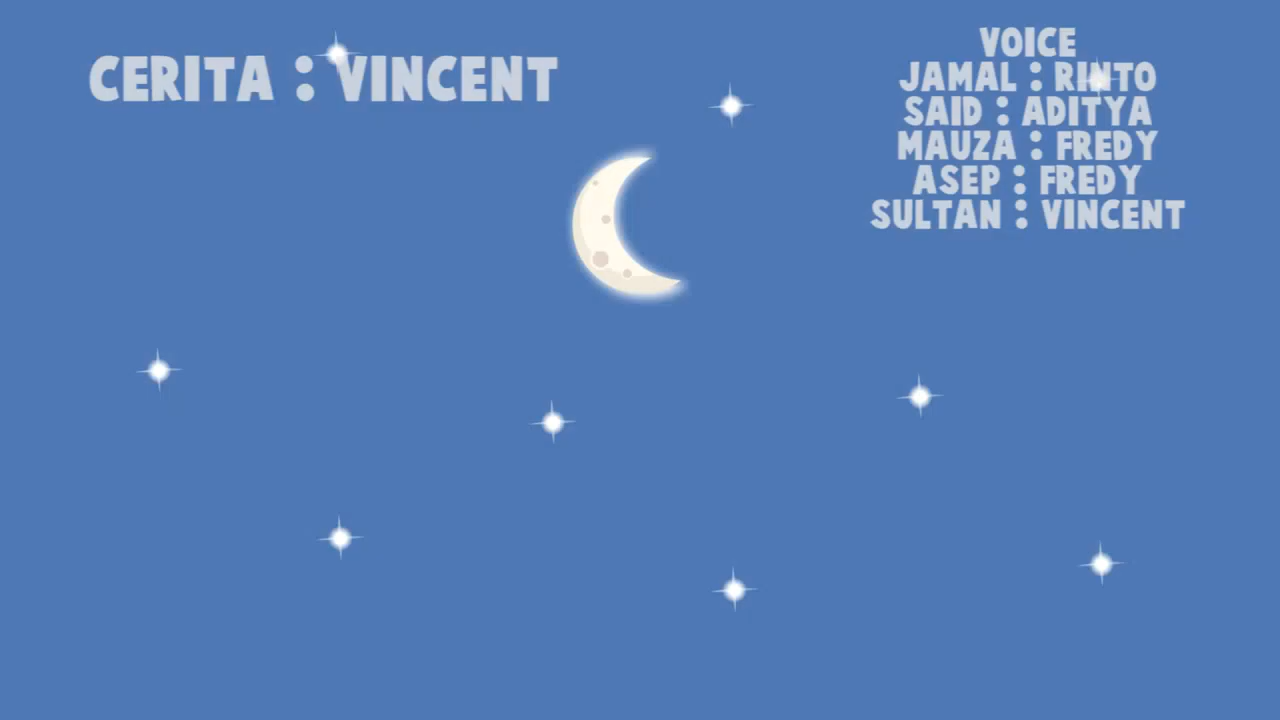 CERITA : VINCENT
VOICE
JAMAL : RINTO
SAID : ADITYA
MAUZA : FREDY
ASEP : FREDY
SULTAN : VINCENT